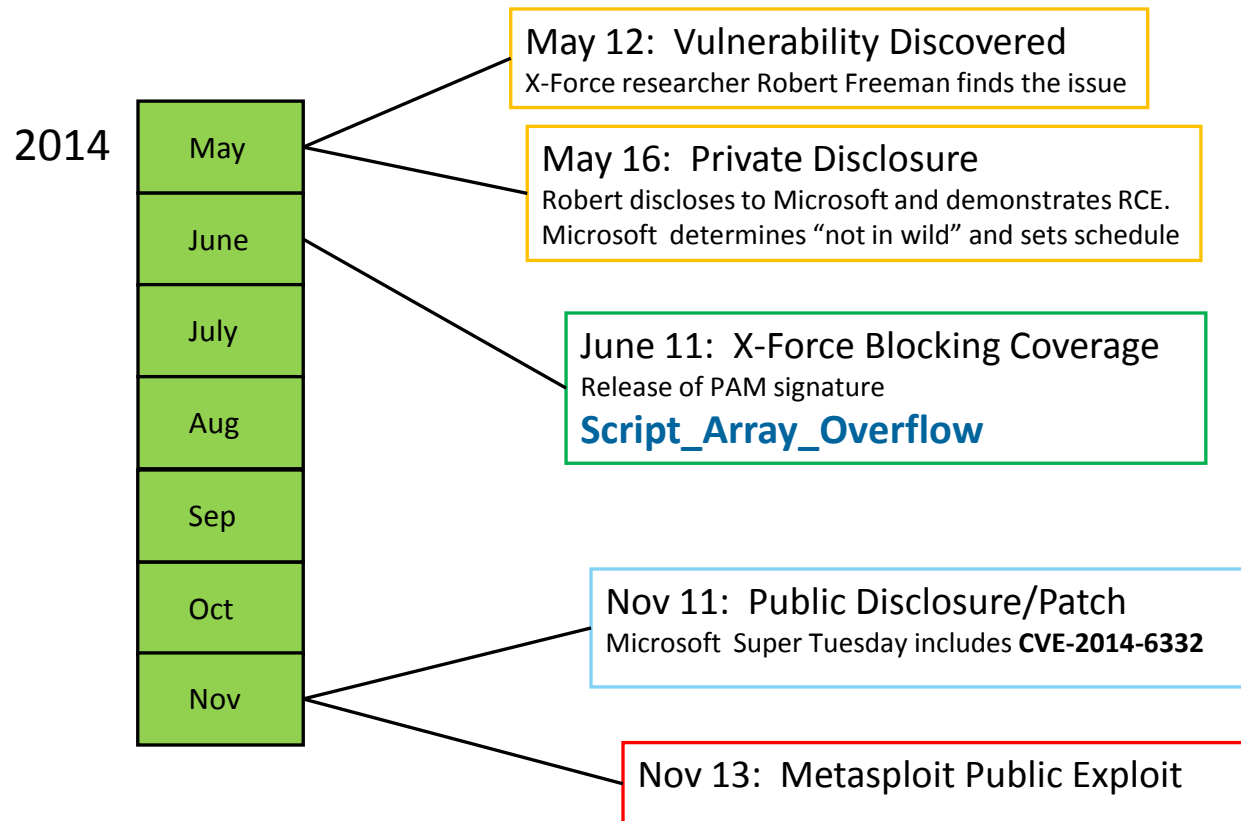 2014
May
June
July
Aug
Sep
Oct
Nov
May 12: Vulnerability Discovered
X-Force researcher Robert Freeman finds the issue
May 16: Private Disclosure
Robert discloses to Microsoft and demonstrates RCE.
Microsoft determines “not in wild” and sets schedule
June 11: X-Force Blocking Coverage
Release of PAM signature
Script_Array_Overflow
Nov 11: Public Disclosure/Patch
Microsoft Super Tuesday includes CVE-2014-6332
Nov 13: Metasploit Public Exploit